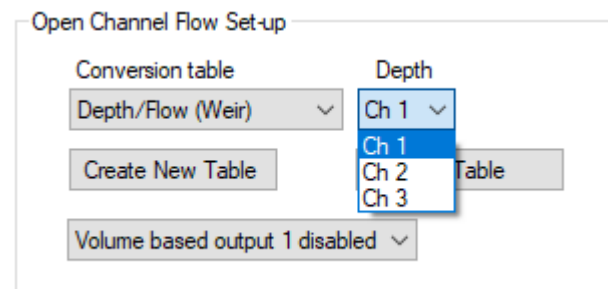 Open Channel Flow Set-up
Conversion table Depth
Depth/Flow (Weir) Ch 1
Ch 1
Create New Table Ch 2 Table
Ch 3
Volume based output 1 disabled